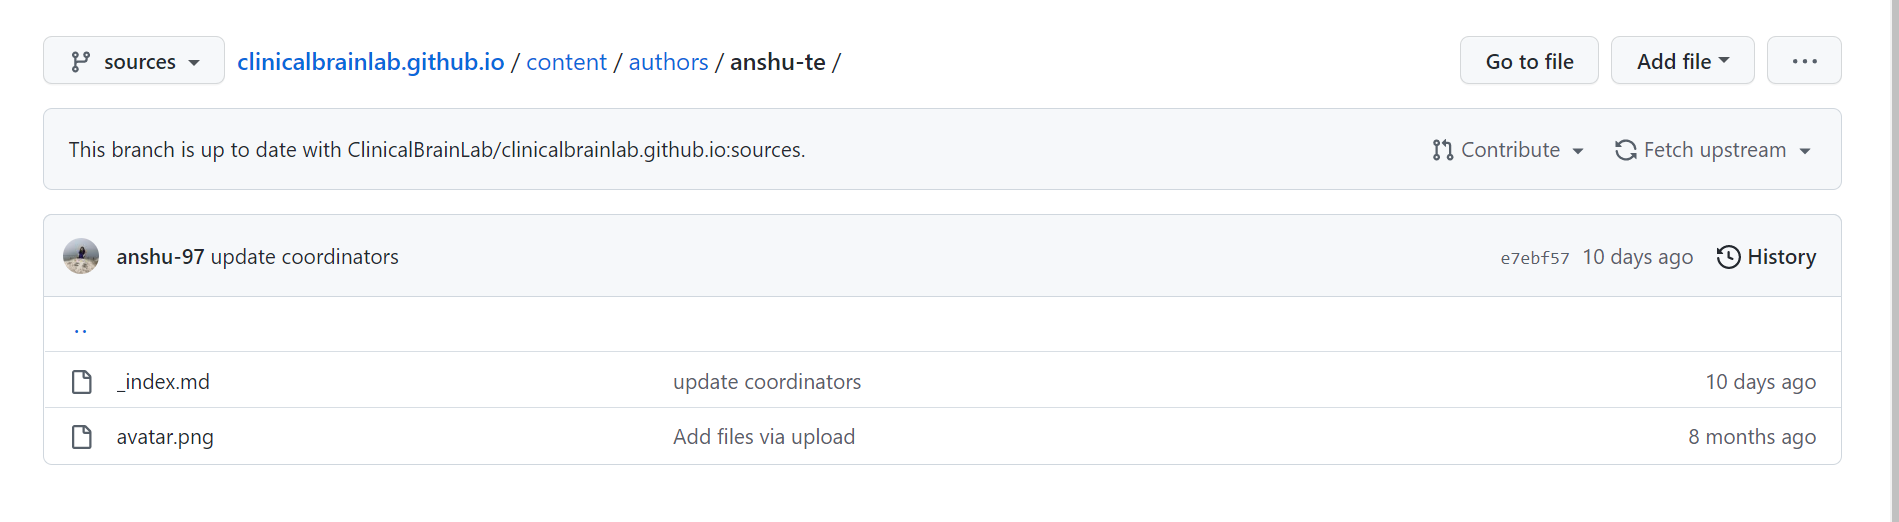 sources clinicalbrainlab.github.io / content / authors / anshu-te / Go to file Add file ...
This branch is up to date with ClinicalBrainLab/clinicalbrainlab.github.io:sources. Contribute Fetch upstream
anshu-97 update coordinators e7ebf57 10 days ago History
..
_index.md update coordinators 10 days ago
avatar.png Add files via upload 8 months ago